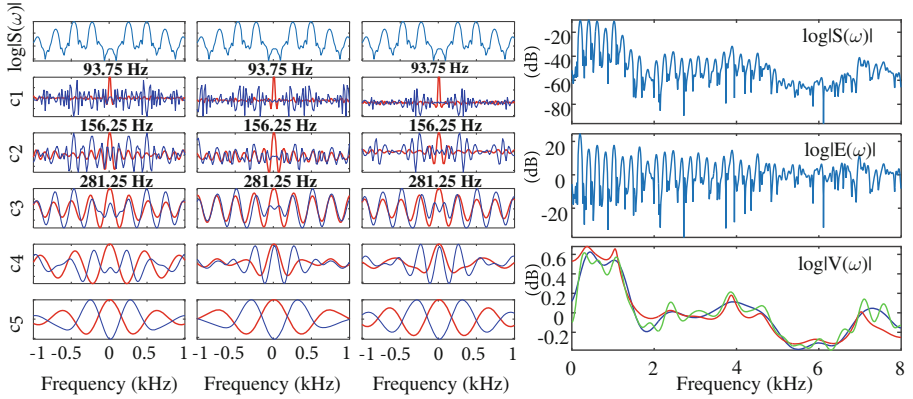 log|S(ω)|
93.75 Hz 93.75 Hz 93.75 Hz
c1
156.25 Hz 156.25 Hz 156.25 Hz
c2
281.25 Hz 281.25 Hz 281.25 Hz
c3
c4
c5
-1 -0.5 0 0.5 1 -1 -0.5 0 0.5 1 -1 -0.5 0 0.5 1
Frequency (kHz) Frequency (kHz) Frequency (kHz)
(dB)
-20
-40
-60
-80
log|S(ω)|
(dB)
20
0
-20
log|E(ω)|
(dB)
0.6
0.4
0.2
0
-0.2
log|V(ω)|
0 2 4 6 8
Frequency (kHz)